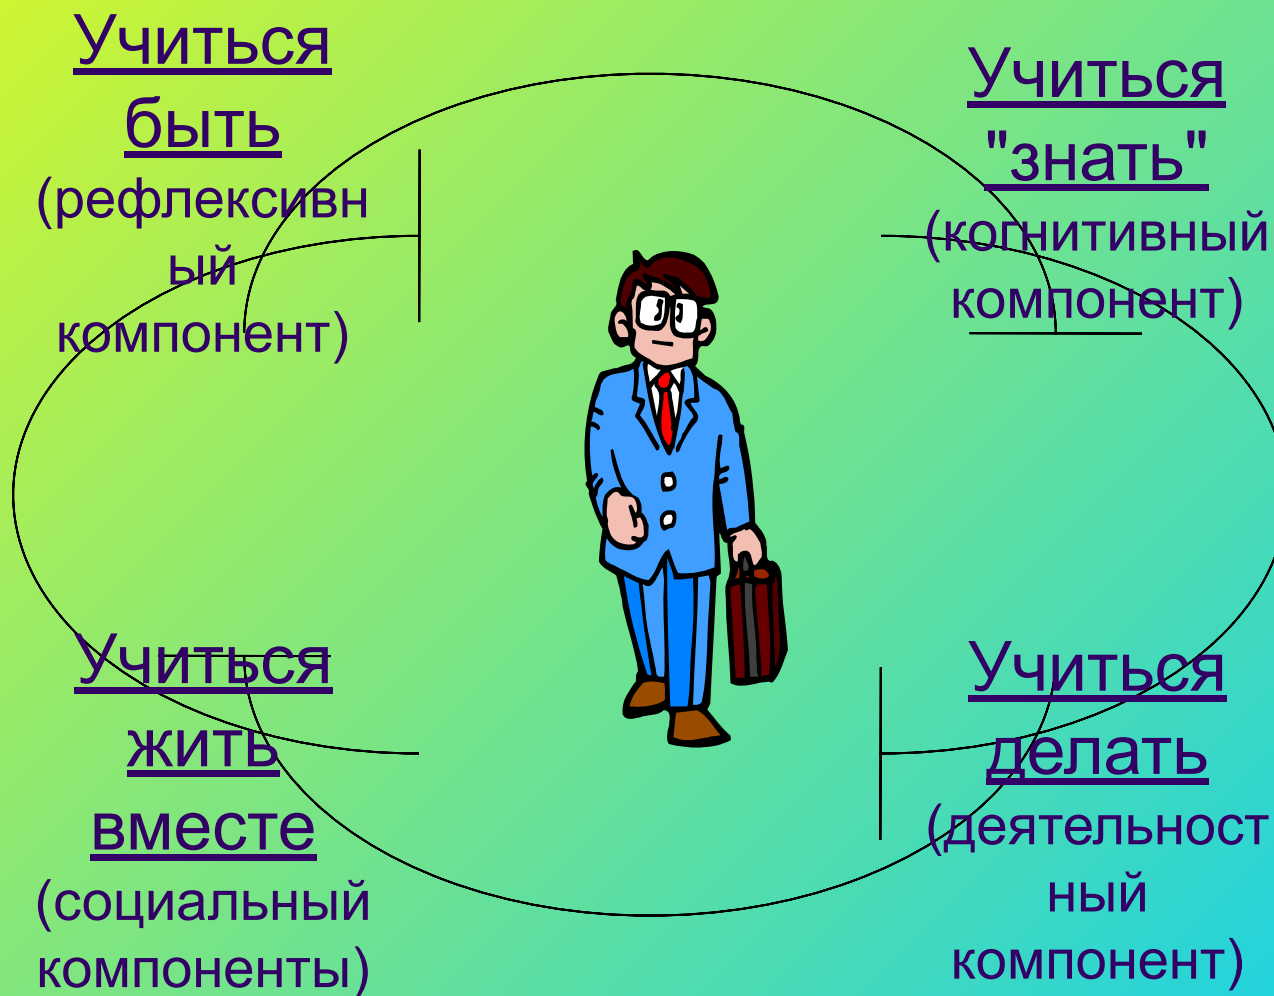 Учиться
быть
(рефлексивн
ый
компонент)
Учиться
"знать"
(когнитивный
компонент)
Учиться
жить
вместе
(социальный
компоненты)
Учиться
делать
(деятельност
ный
компонент)